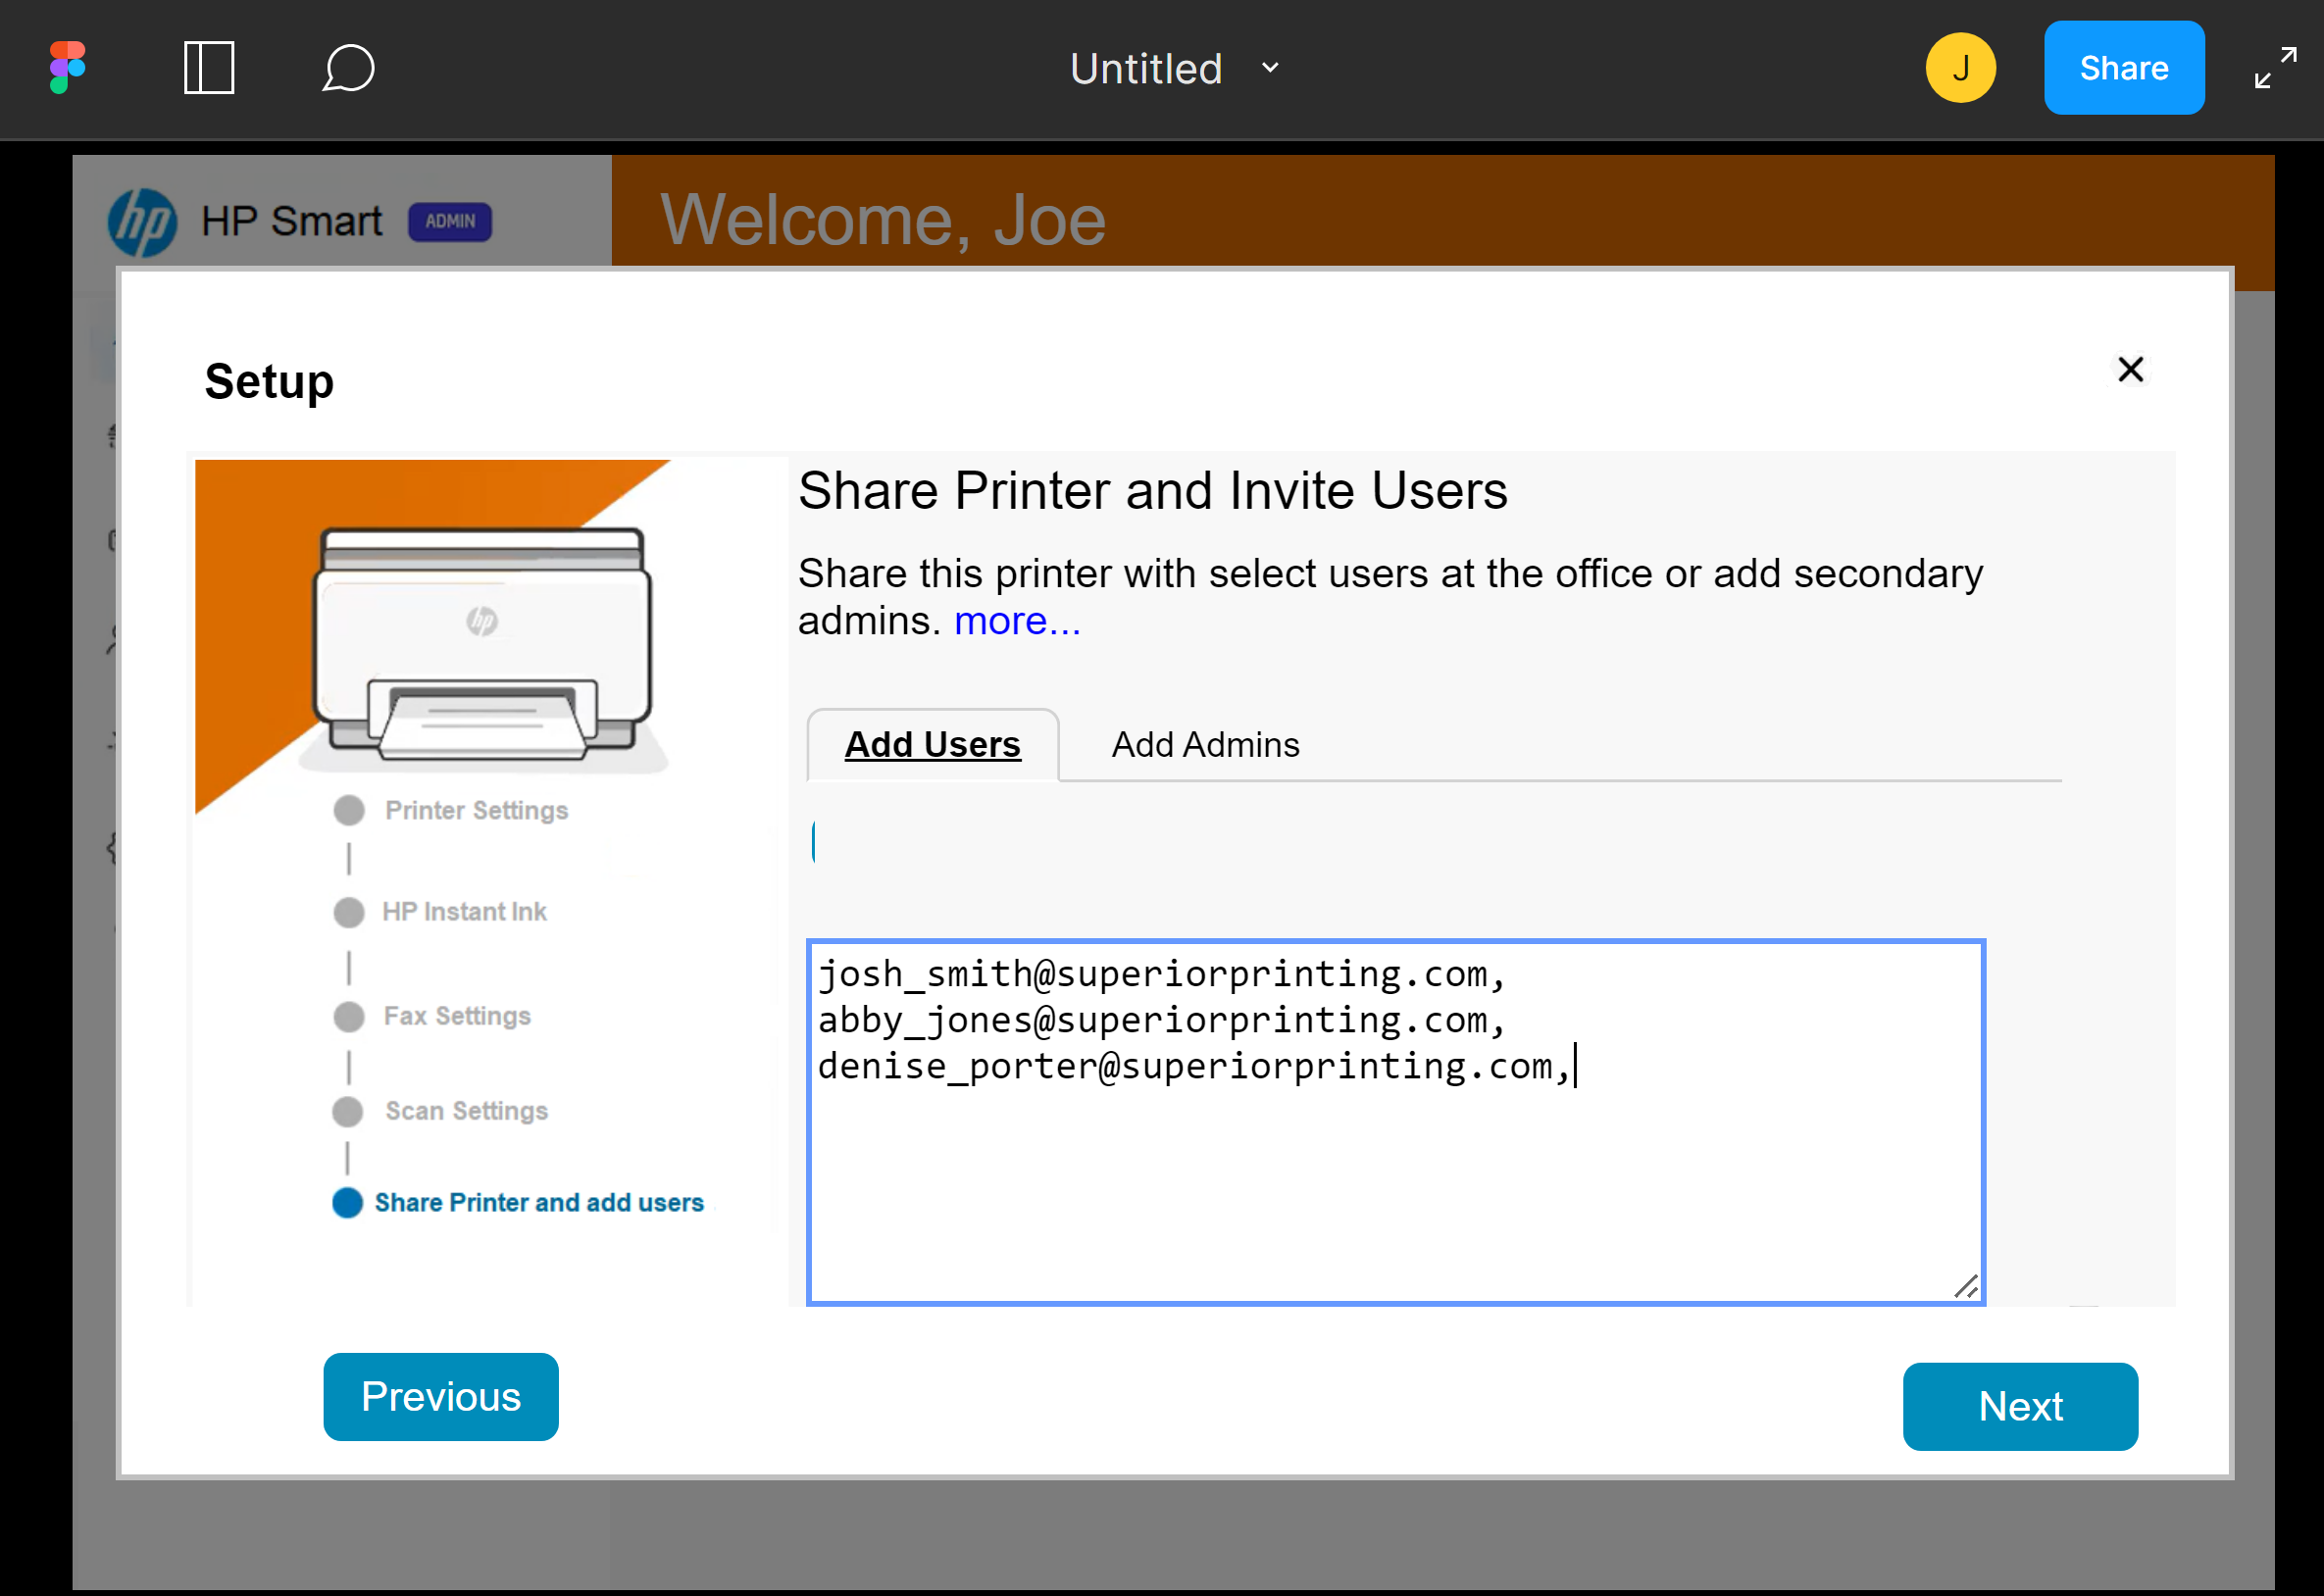 Untitled
J
Share
hp
HP Smart
ADMIN
Welcome, Joe
Setup
hp
Printer Settings
HP Instant Ink
Fax Settings
Scan Settings
Share Printer and add users
Share Printer and Invite Users
Share this printer with select users at the office or add secondary
admins. more...
Add Users
Add Admins
josh_smith@superiorprinting.com,
abby_jones@superiorprinting.com,
denise_porter@superiorprinting.com,
Previous
Next